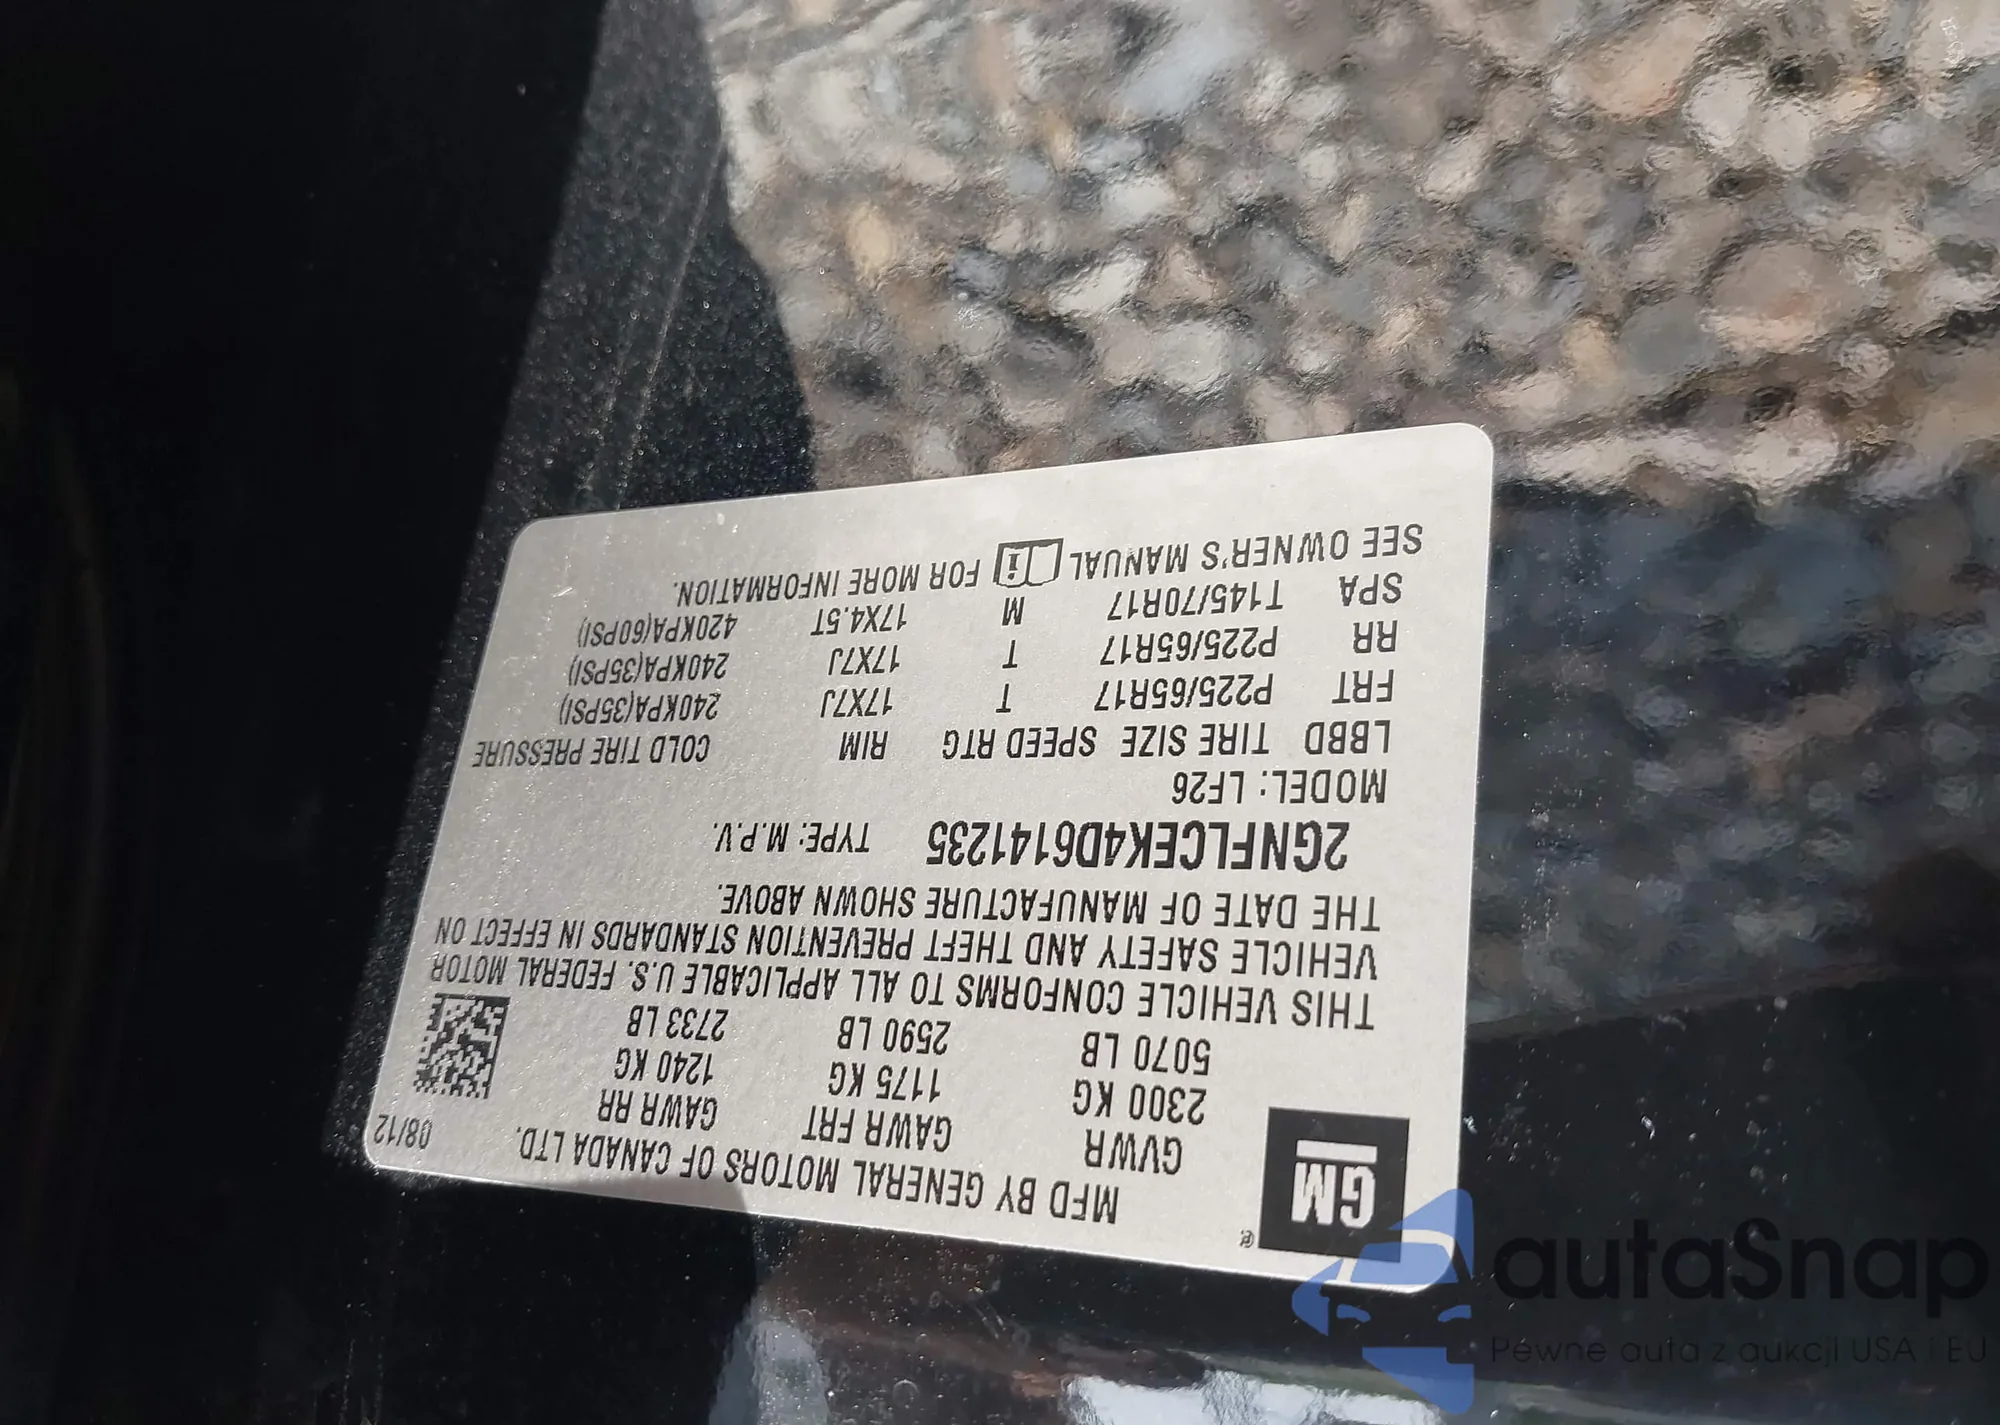 GM
®
MFD BY GENERAL MOTORS OF CANADA LTD. 08/12
GVWR GAWR FRT GAWR RR
2300 KG 1175 KG 1240 KG
5070 LB 2590 LB 2733 LB
THIS VEHICLE CONFORMS TO ALL APPLICABLE U.S. FEDERAL MOTOR
VEHICLE SAFETY AND THEFT PREVENTION STANDARDS IN EFFECT ON
THE DATE OF MANUFACTURE SHOWN ABOVE.
2GNFLCEK4D6141235 TYPE: M.P.V.
MODEL: LF26
LBBD TIRE SIZE SPEED RTG RIM COLD TIRE PRESSURE
FRT P225/65R17 T 17X7J 240KPA(35PSI)
RR P225/65R17 T 17X7J 240KPA(35PSI)
SPA T145/70R17 M 17X4.5T 420KPA(60PSI)
SEE OWNER'S MANUAL i FOR MORE INFORMATION.
autaSnap
Pewne auta z aukcji USA i EU